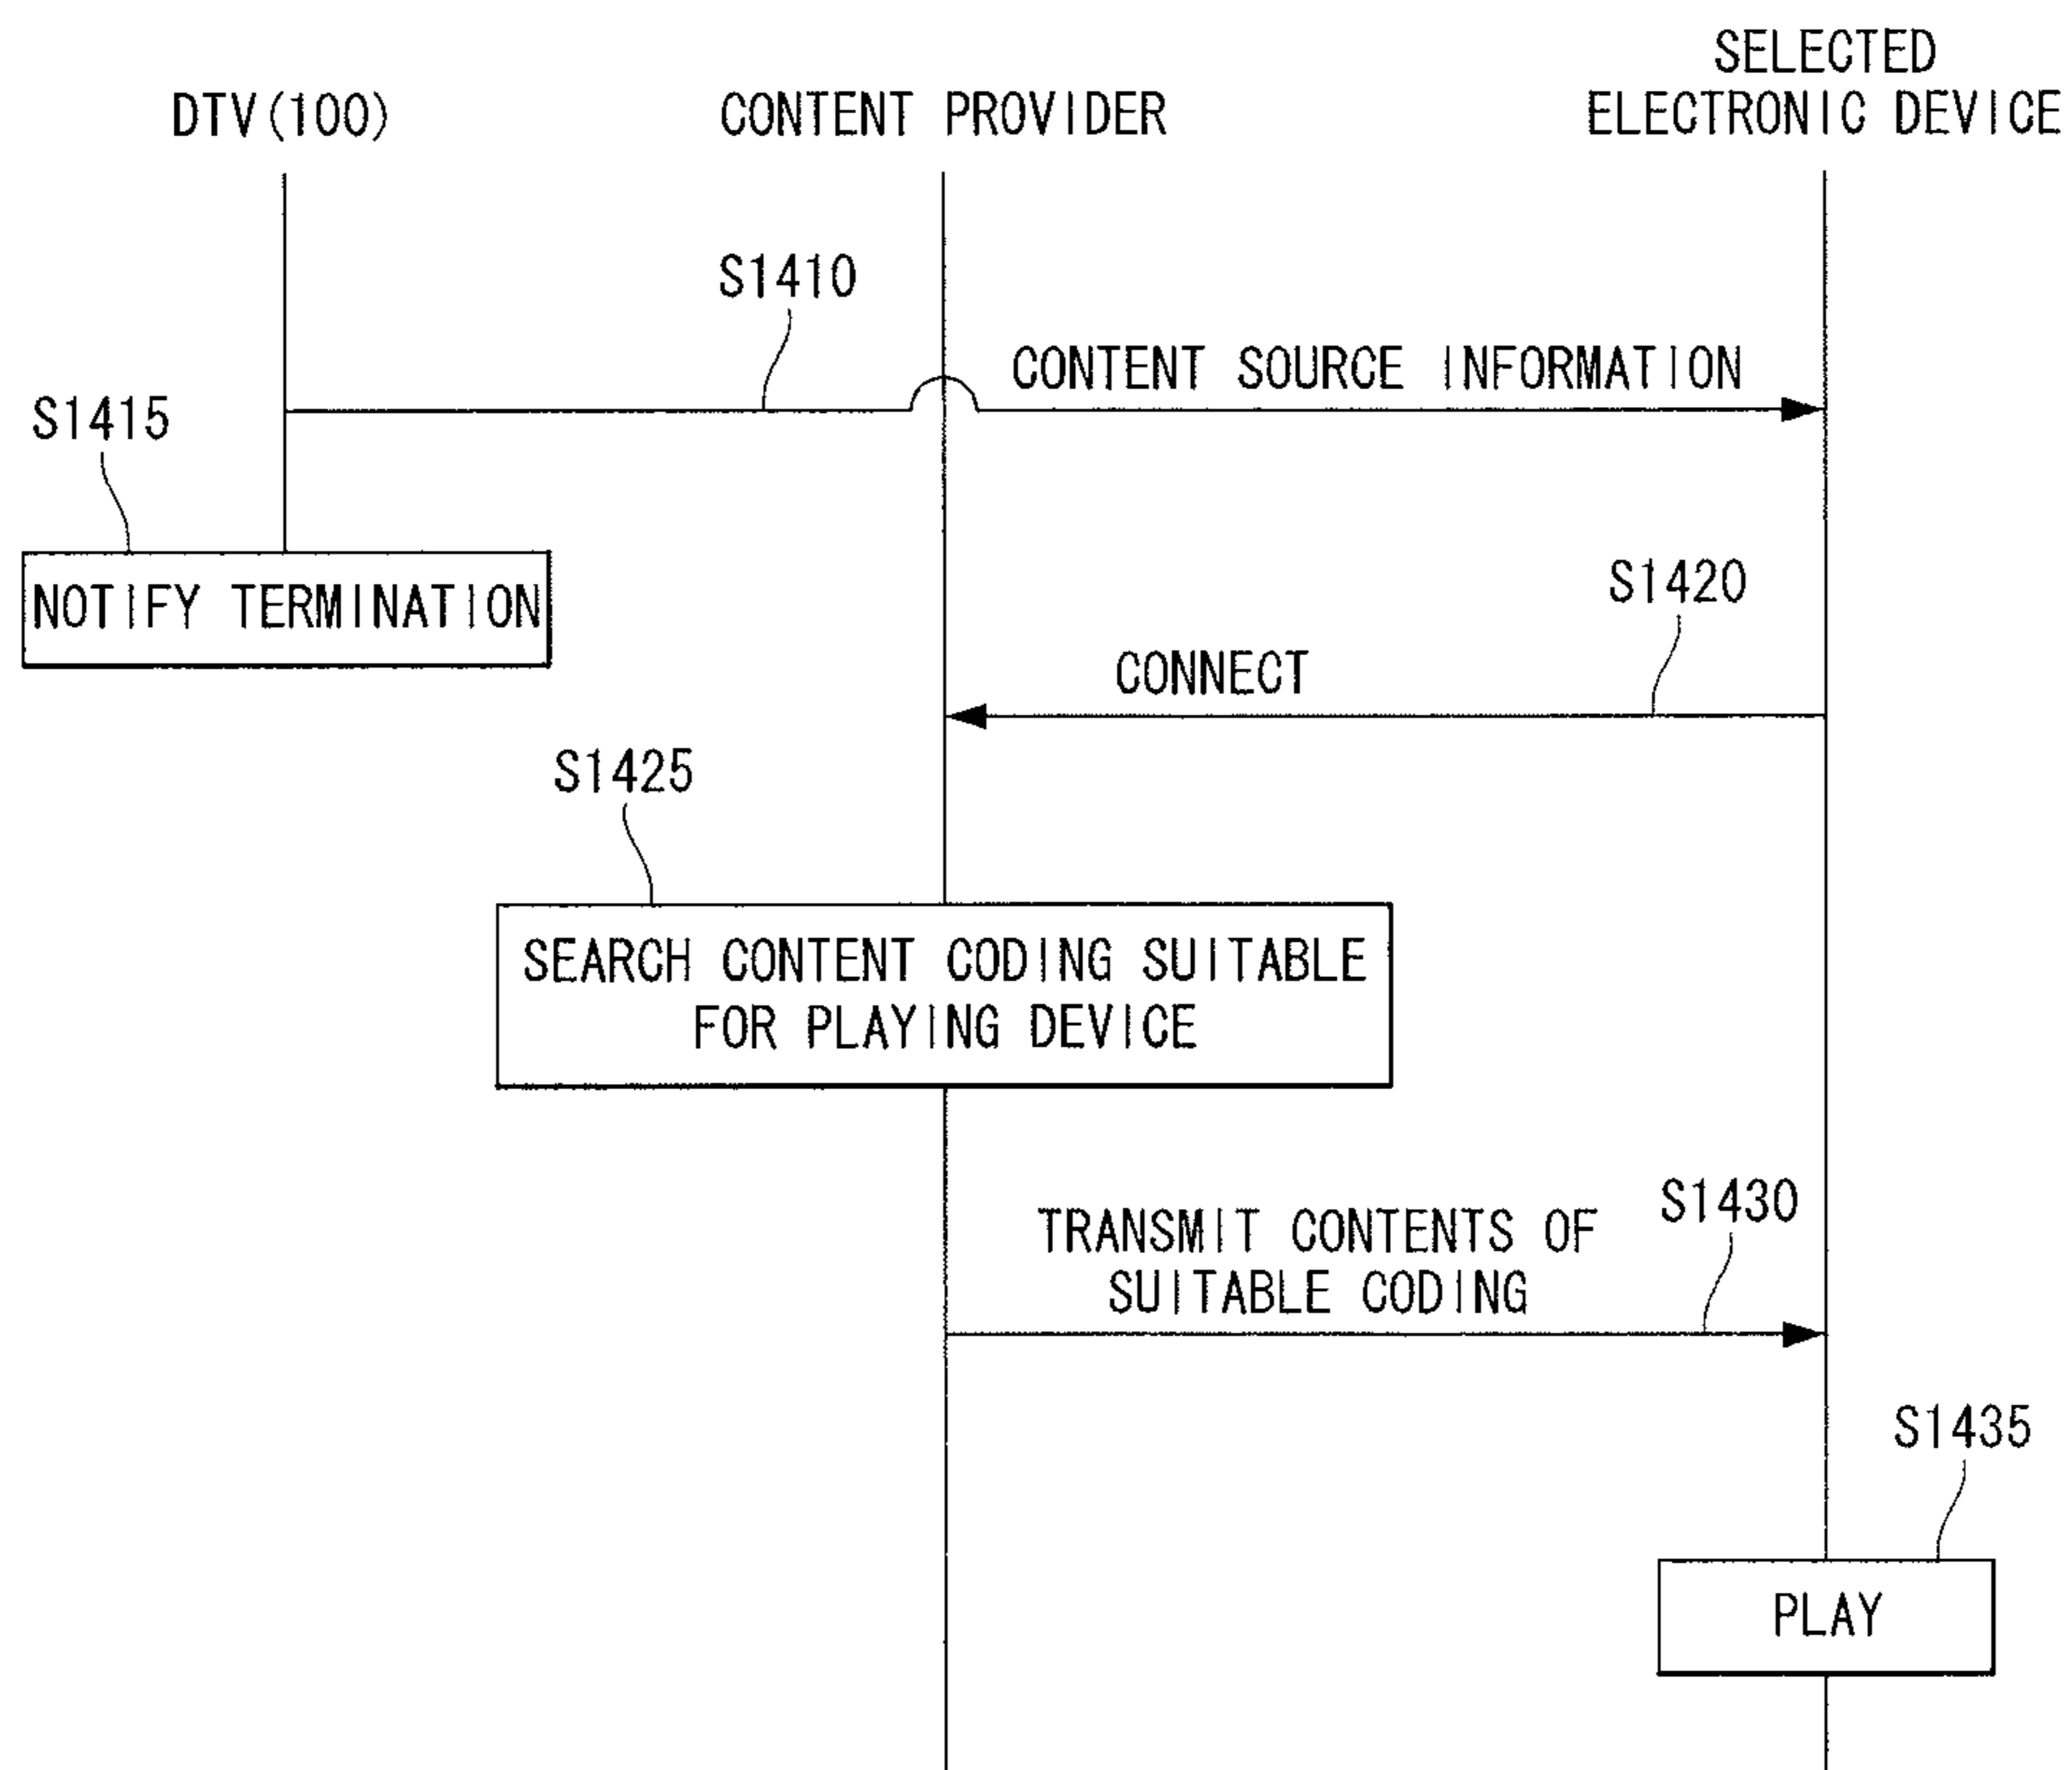 SELECTED
DTV(100) CONTENT PROVIDER ELECTRONIC DEVICE
S1410
CONTENT SOURCE INFORMATION
S1415
NOTIFY TERMINATION
S1420
CONNECT
S1425
SEARCH CONTENT CODING SUITABLE
FOR PLAYING DEVICE
S1430
TRANSMIT CONTENTS OF
SUITABLE CODING
S1435
PLAY